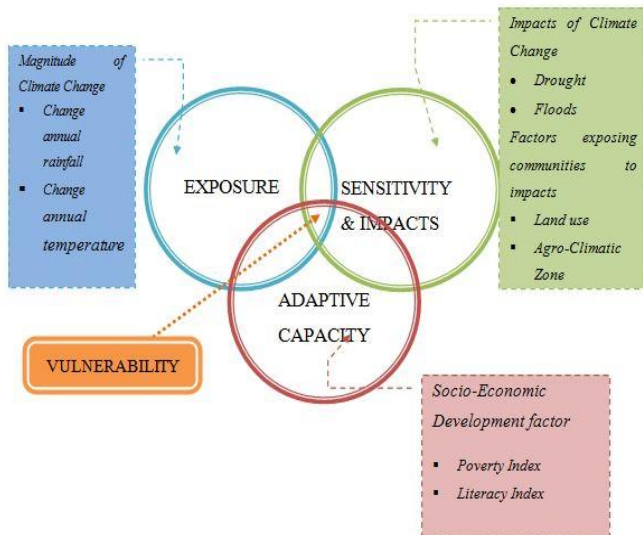 Magnitude of
Climate Change
▪ Change
annual
rainfall
▪ Change
annual
temperature
EXPOSURE
SENSITIVITY
& IMPACTS
Impacts of Climate
Change
• Drought
• Floods
Factors exposing
communities to
impacts
▪ Land use
▪ Agro-Climatic
Zone
ADAPTIVE
CAPACITY
VULNERABILITY
Socio-Economic
Development factor
▪ Poverty Index
▪ Literacy Index